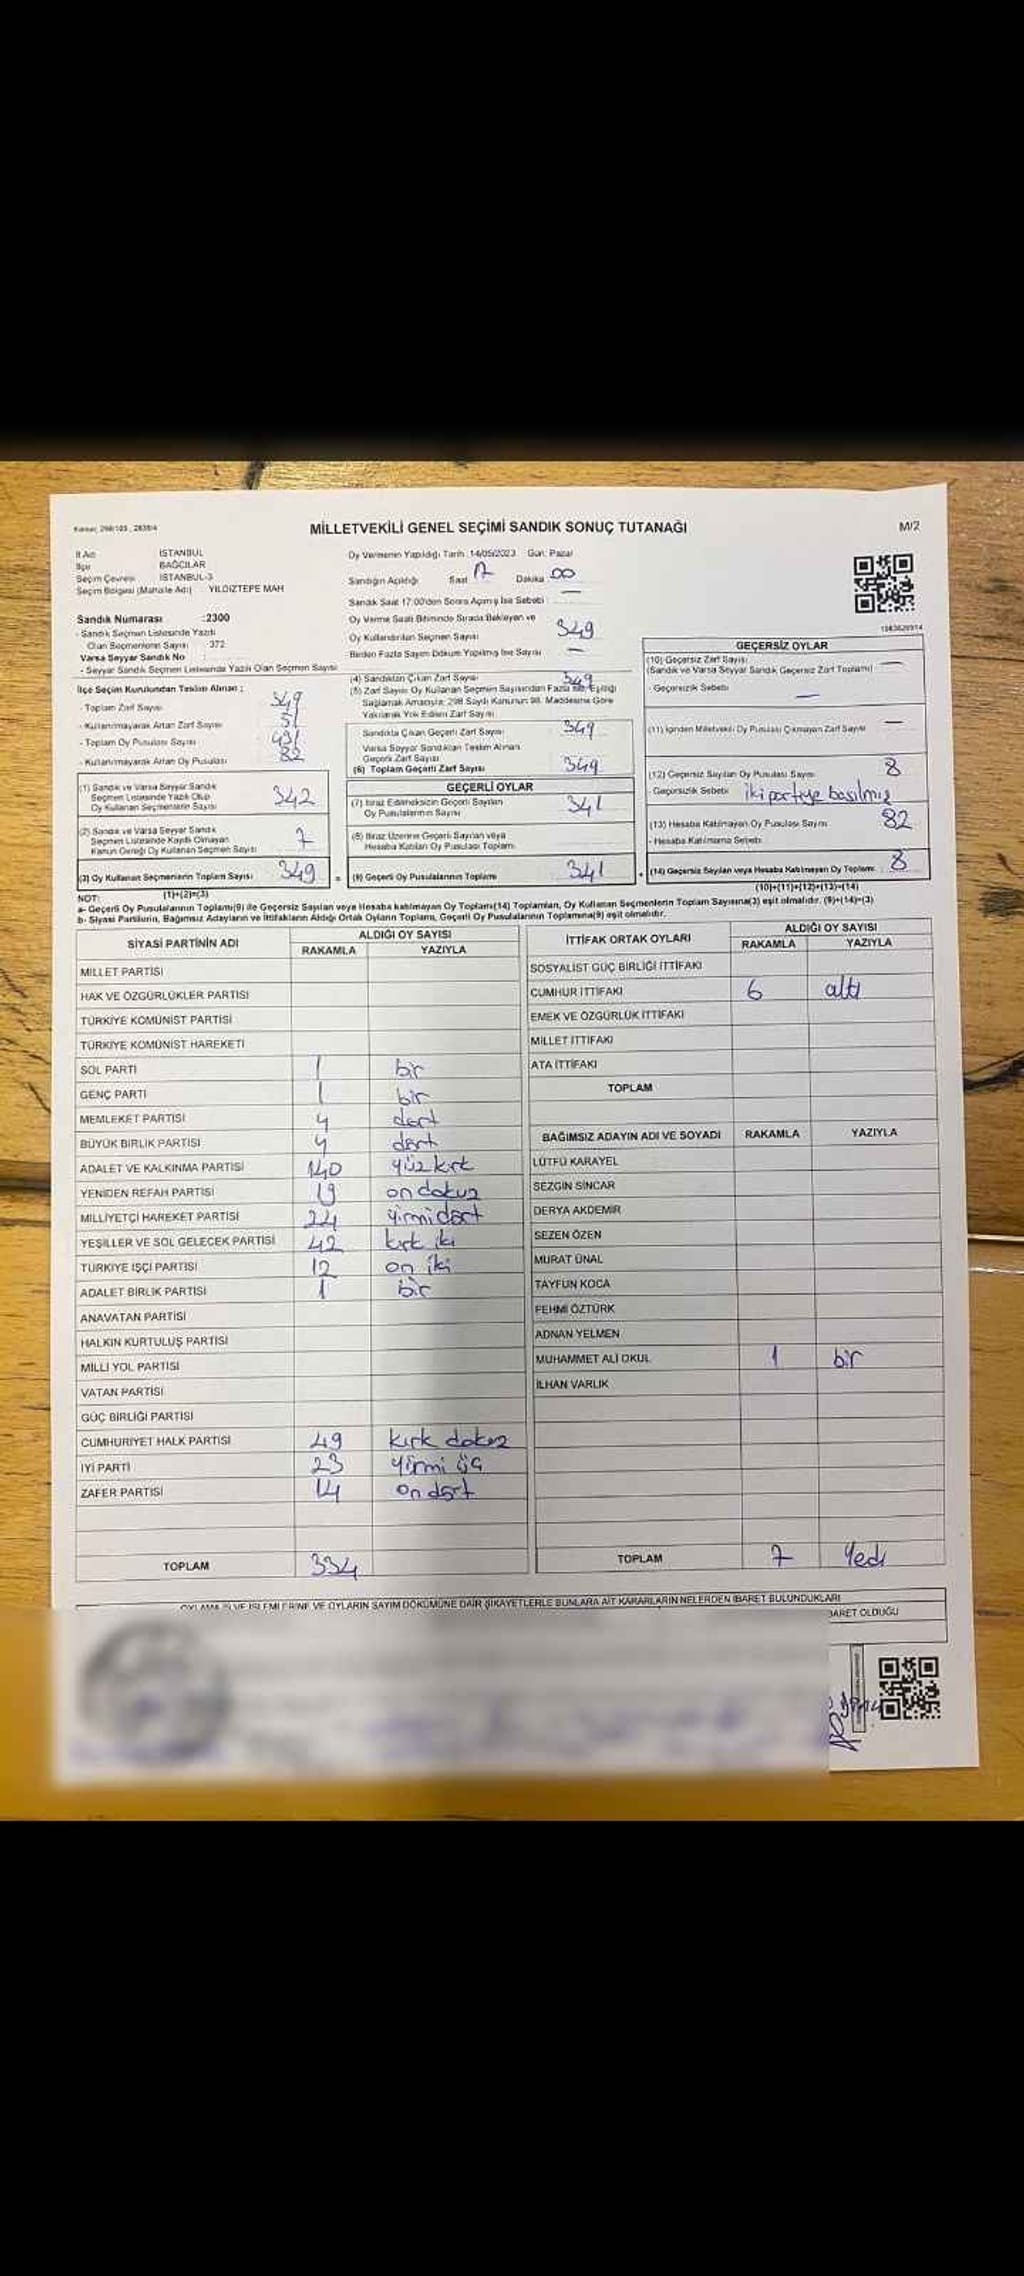 Kanun: 298/105 , 2839/4
MİLLETVEKİLİ GENEL SEÇİMİ SANDIK SONUÇ TUTANAĞI
M/2
İl Adı İSTANBUL
İlçe BAĞCILAR
Seçim Çevresi İSTANBUL-3
Seçim Bölgesi (Mahalle Adı) YILDIZTEPE MAH
Oy Vermenin Yapıldığı Tarih :14/05/2023 Gün: Pazar
Sandığın Açıldığı Saat 17 Dakika 00
Sandık Saat 17:00'den Sonra Açılmış İse Sebebi : —
Oy Verme Saati Bitiminde Sırada Bekleyen ve
Oy Kullandırılan Seçmen Sayısı 349
Birden Fazla Sayım Döküm Yapılmış İse Sayısı —
Sandık Numarası :2300
- Sandık Seçmen Listesinde Yazılı
Olan Seçmenlerin Sayısı 372
Varsa Seyyar Sandık No
- Seyyar Sandık Seçmen Listesinde Yazılı Olan Seçmen Sayısı
İlçe Seçim Kurulundan Teslim Alınan ;
- Toplam Zarf Sayısı
- Kullanılmayarak Artan Zarf Sayısı 51
- Toplam Oy Pusulası Sayısı 431
- Kullanılmayarak Artan Oy Pusulası 82
(1) Sandık ve Varsa Seyyar Sandık
Seçmen Listesinde Yazılı Olup
Oy Kullanan Seçmenlerin Sayısı 342
(2) Sandık ve Varsa Seyyar Sandık
Seçmen Listesinde Kayıtlı Olmayan
Kanun Gereği Oy Kullanan Seçmen Sayısı 7
(3) Oy Kullanan Seçmenlerin Toplam Sayısı 349
(1)+(2)=(3)
(4) Sandıktan Çıkan Zarf Sayısı 349
(5) Zarf Sayısı Oy Kullanan Seçmen Sayısından Fazla ise, Eşitliği
Sağlamak Amacıyla; 298 Sayılı Kanunun 98. Maddesine Göre
Yakılarak Yok Edilen Zarf Sayısı
Sandıkta Çıkan Geçerli Zarf Sayısı 349
Varsa Seyyar Sandıktan Teslim Alınan
Geçerli Zarf Sayısı
(6) Toplam Geçerli Zarf Sayısı 349
GEÇERLİ OYLAR
(7) İtiraz Edilmeksizin Geçerli Sayılan
Oy Pusulalarının Sayısı 341
(8) İtiraz Üzerine Geçerli Sayılan veya
Hesaba Katılan Oy Pusulası Toplamı
= (9) Geçerli Oy Pusulalarının Toplamı 341
1043629914
GEÇERSİZ OYLAR
(10) Geçersiz Zarf Sayısı
(Sandık ve Varsa Seyyar Sandık Geçersiz Zarf Toplamı) —
- Geçersizlik Sebebi —
(11) İçinden Milletvekili Oy Pusulası Çıkmayan Zarf Sayısı —
(12) Geçersiz Sayılan Oy Pusulası Sayısı 8
- Geçersizlik Sebebi iki partiye basılmış
(13) Hesaba Katılmayan Oy Pusulası Sayısı 82
- Hesaba Katılmama Sebebi
+ (14) Geçersiz Sayılan veya Hesaba Katılmayan Oy Toplamı 8
(10)+(11)+(12)+(13)=(14)
NOT:
a- Geçerli Oy Pusulalarının Toplamı(9) ile Geçersiz Sayılan veya Hesaba katılmayan Oy Toplamı(14) Toplamları, Oy Kullanan Seçmenlerin Toplam Sayısına(3) eşit olmalıdır. (9)+(14)=(3)
b- Siyasi Partilerin, Bağımsız Adayların ve İttifakların Aldığı Ortak Oyların Toplamı, Geçerli Oy Pusulalarının Toplamına(9) eşit olmalıdır.
SİYASİ PARTİNİN ADI ALDIĞI OY SAYISI
RAKAMLA YAZIYLA
MİLLET PARTİSİ
HAK VE ÖZGÜRLÜKLER PARTİSİ
TÜRKİYE KOMÜNİST PARTİSİ
TÜRKİYE KOMÜNİST HAREKETİ
SOL PARTİ 1 bir
GENÇ PARTİ 1 bir
MEMLEKET PARTİSİ 4 dört
BÜYÜK BİRLİK PARTİSİ 4 dört
ADALET VE KALKINMA PARTİSİ 140 yüz kırk
YENİDEN REFAH PARTİSİ 19 on dokuz
MİLLİYETÇİ HAREKET PARTİSİ 24 yirmi dört
YEŞİLLER VE SOL GELECEK PARTİSİ 42 kırk iki
TÜRKİYE İŞÇİ PARTİSİ 12 on iki
ADALET BİRLİK PARTİSİ 1 bir
ANAVATAN PARTİSİ
HALKIN KURTULUŞ PARTİSİ
MİLLİ YOL PARTİSİ
VATAN PARTİSİ
GÜÇ BİRLİĞİ PARTİSİ
CUMHURİYET HALK PARTİSİ 49 kırk dokuz
İYİ PARTİ 23 yirmi üç
ZAFER PARTİSİ 14 on dört
TOPLAM 334
İTTİFAK ORTAK OYLARI ALDIĞI OY SAYISI
RAKAMLA YAZIYLA
SOSYALİST GÜÇ BİRLİĞİ İTTİFAKI
CUMHUR İTTİFAKI 6 altı
EMEK VE ÖZGÜRLÜK İTTİFAKI
MİLLET İTTİFAKI
ATA İTTİFAKI
TOPLAM
BAĞIMSIZ ADAYIN ADI VE SOYADI RAKAMLA YAZIYLA
LÜTFÜ KARAYEL
SEZGİN SİNCAR
DERYA AKDEMİR
SEZEN ÖZEN
MURAT ÜNAL
TAYFUN KOCA
FEHMİ ÖZTÜRK
ADNAN YELMEN
MUHAMMET ALİ OKUL 1 bir
İLHAN VARLIK
TOPLAM 7 Yedi
OYLAMA İŞ VE İŞLEMLERİNE VE OYLARIN SAYIM DÖKÜMÜNE DAİR ŞİKAYETLERLE BUNLARA AİT KARARLARIN NELERDEN İBARET BULUNDUKLARI
BARET OLDUĞU